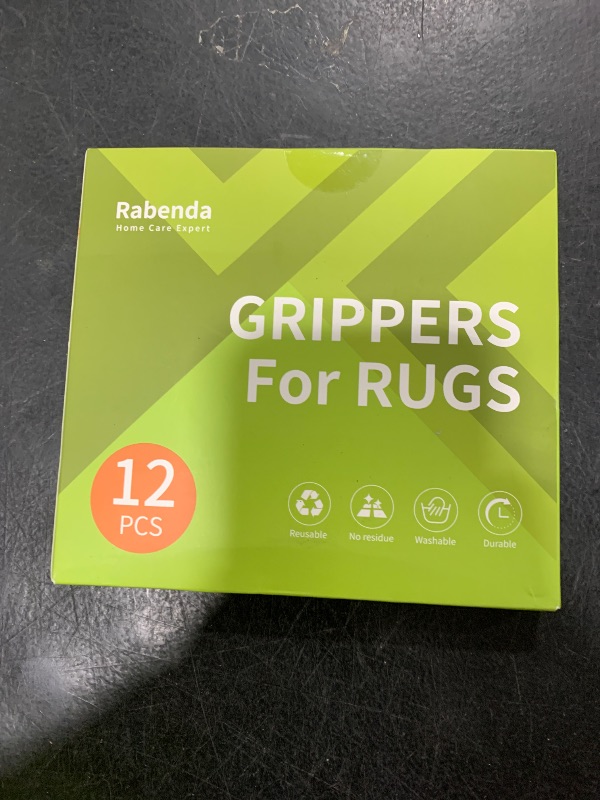 Rabenda
Home Care Expert
GRIPPERS
For RUGS
12
PCS
Reusable
No residue
Washable
Durable